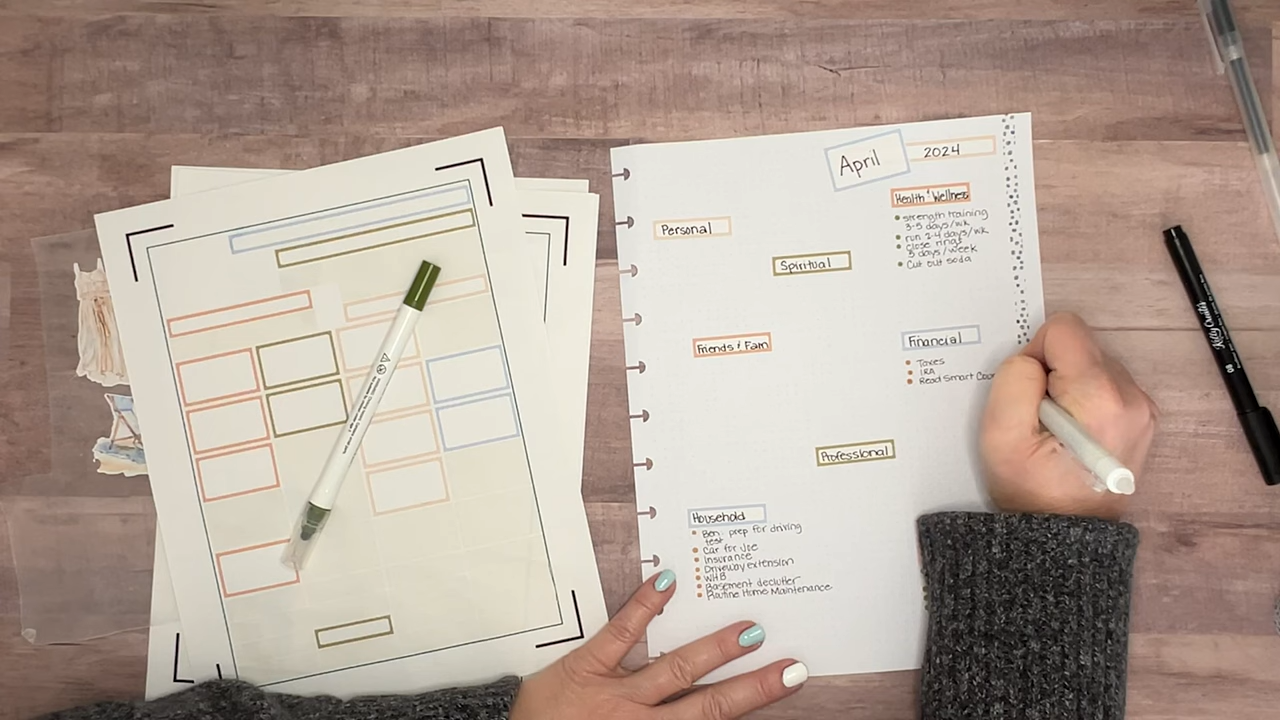 April
2024
Health & Wellness
strength training
3-5 days/wk
run 2-4 days/wk
close rings
5 days/week
Cut out soda
Personal
Spiritual
Friends & Fam
Financial
Taxes
IRA
Read Smart
Professional
Household
Ben - prep for driving
test
Car for Joe
Insurance
Driveway extension
WHB
Basement declutter
Routine Home Maintenance
Kelly Creates